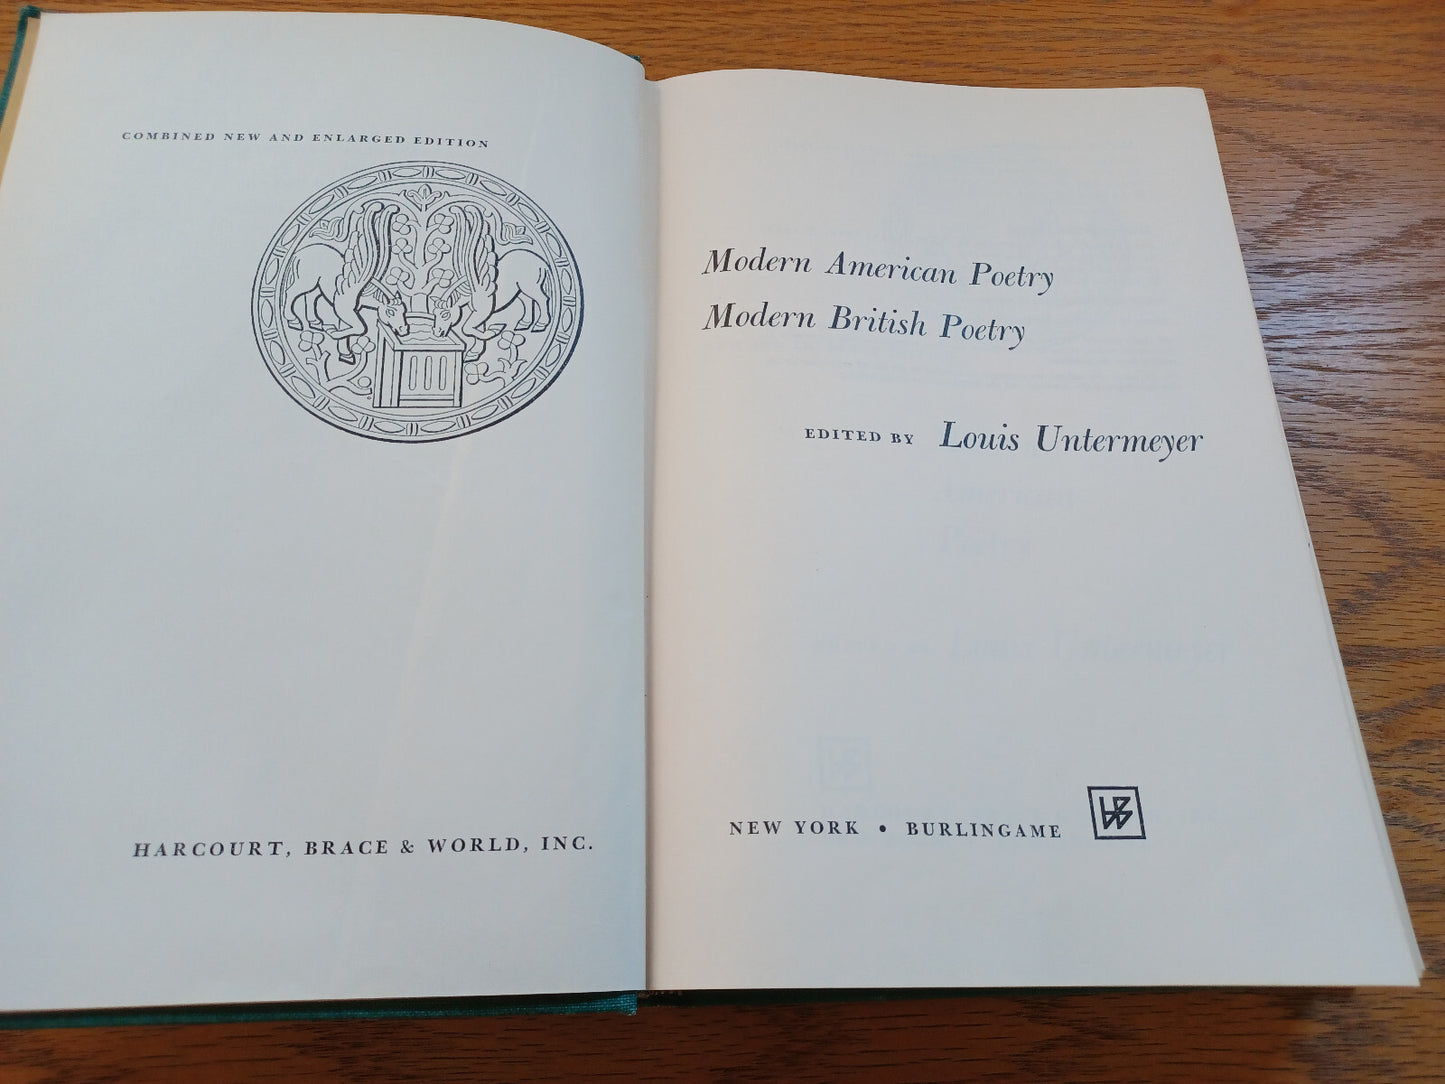 COMBINED NEW AND ENLARGED EDITION
HARCOURT, BRACE & WORLD, INC.
Modern American Poetry
Modern British Poetry
EDITED BY Louis Untermeyer
NEW YORK • BURLINGAME